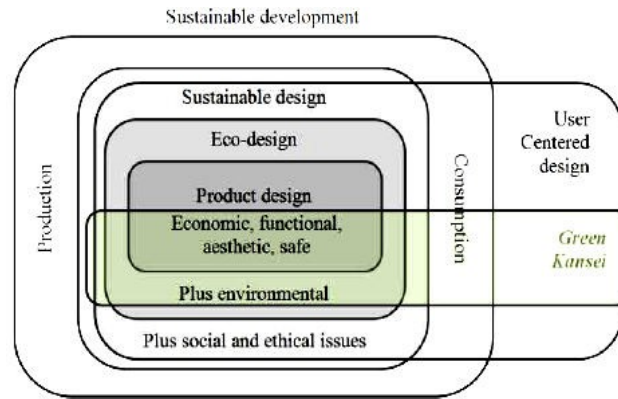 Sustainable development
Sustainable design
Eco-design
Product design
Economic, functional,
aesthetic, safe
Plus environmental
Plus social and ethical issues
Production
Consumption
User
Centered
design
Green
Kansei